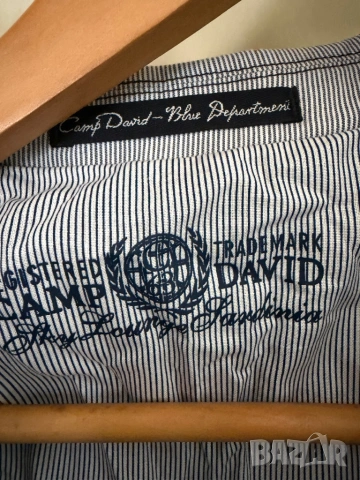 Camp David - Blue Department
REGISTERED TRADEMARK
CAMP DAVID
Sky Lounge Sardinia
BAZAR